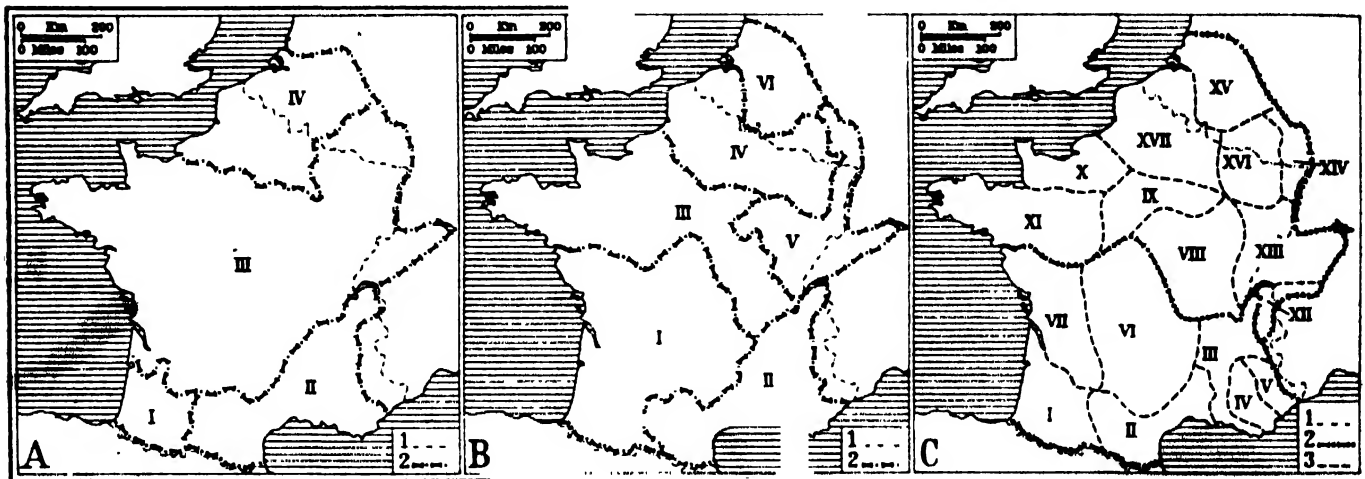 0 Km 200
0 Miles 100
IV
III
I
II
A
1
2
0 Km 200
0 Miles 100
VI
IV
III
V
I
II
B
1
2
0 Km 200
0 Miles 100
XV
XVII
XVI
XIV
X
IX
XI
VIII
XIII
XII
VII
VI
III
V
IV
I
II
C
1
2
3